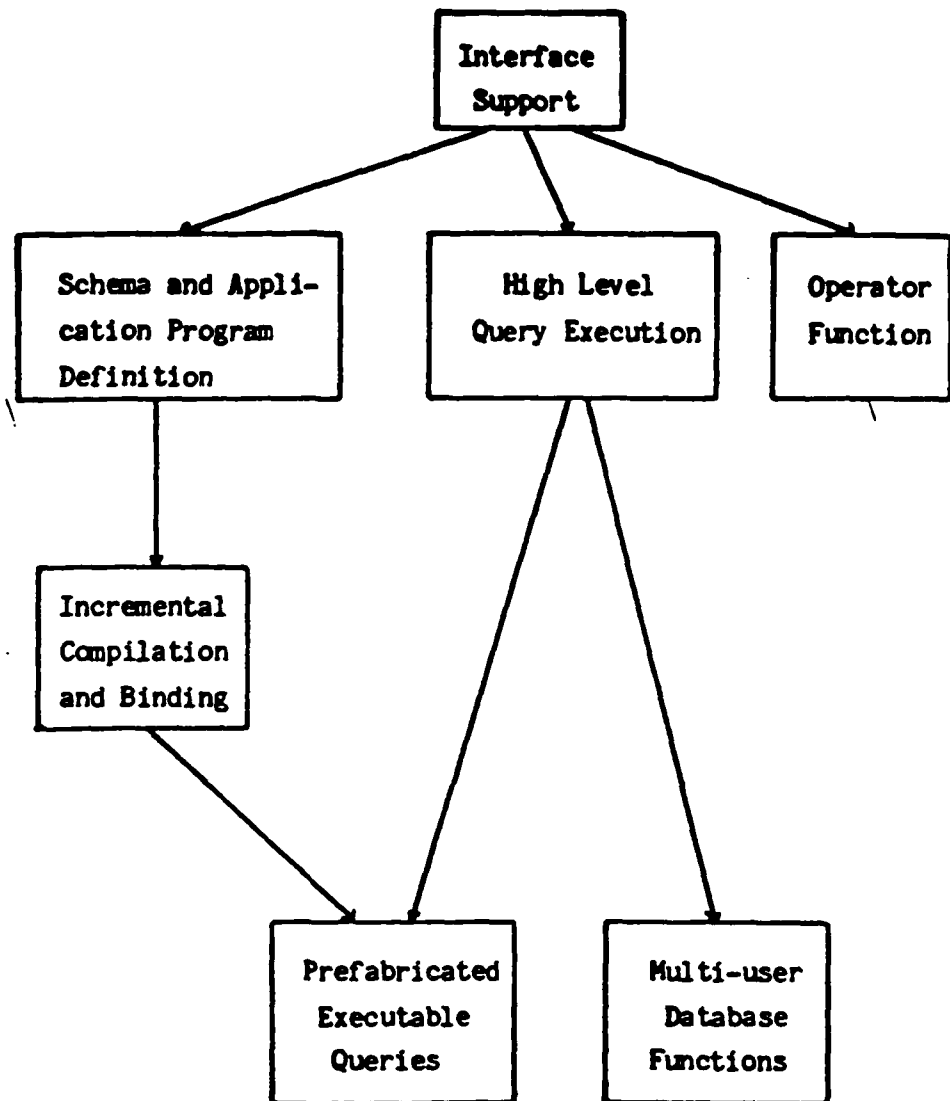 Interface
Support
Schema and Appli-
cation Program
Definition
High Level
Query Execution
Operator
Function
Incremental
Compilation
and Binding
Prefabricated
Executable
Queries
Multi-user
Database
Functions